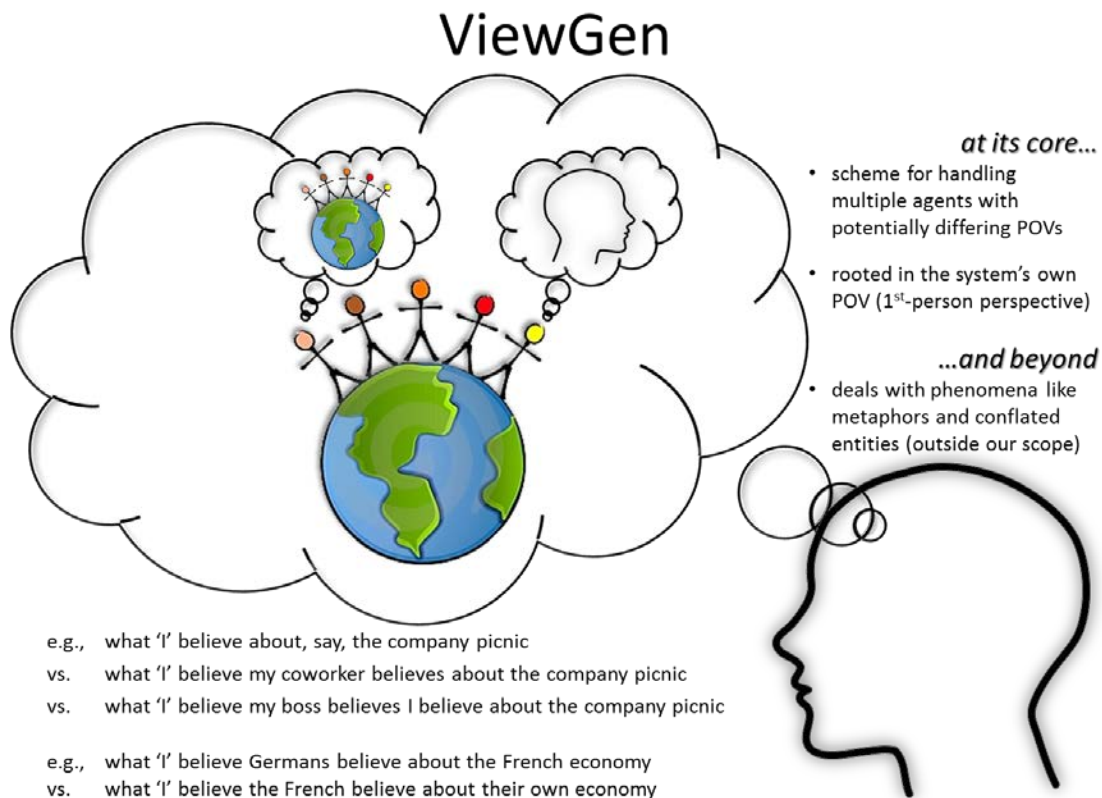 ViewGen
at its core...
• scheme for handling
multiple agents with
potentially differing POVs
• rooted in the system’s own
POV (1st-person perspective)
...and beyond
• deals with phenomena like
metaphors and conflated
entities (outside our scope)
e.g., what ‘I’ believe about, say, the company picnic
vs. what ‘I’ believe my coworker believes about the company picnic
vs. what ‘I’ believe my boss believes I believe about the company picnic
e.g., what ‘I’ believe Germans believe about the French economy
vs. what ‘I’ believe the French believe about their own economy